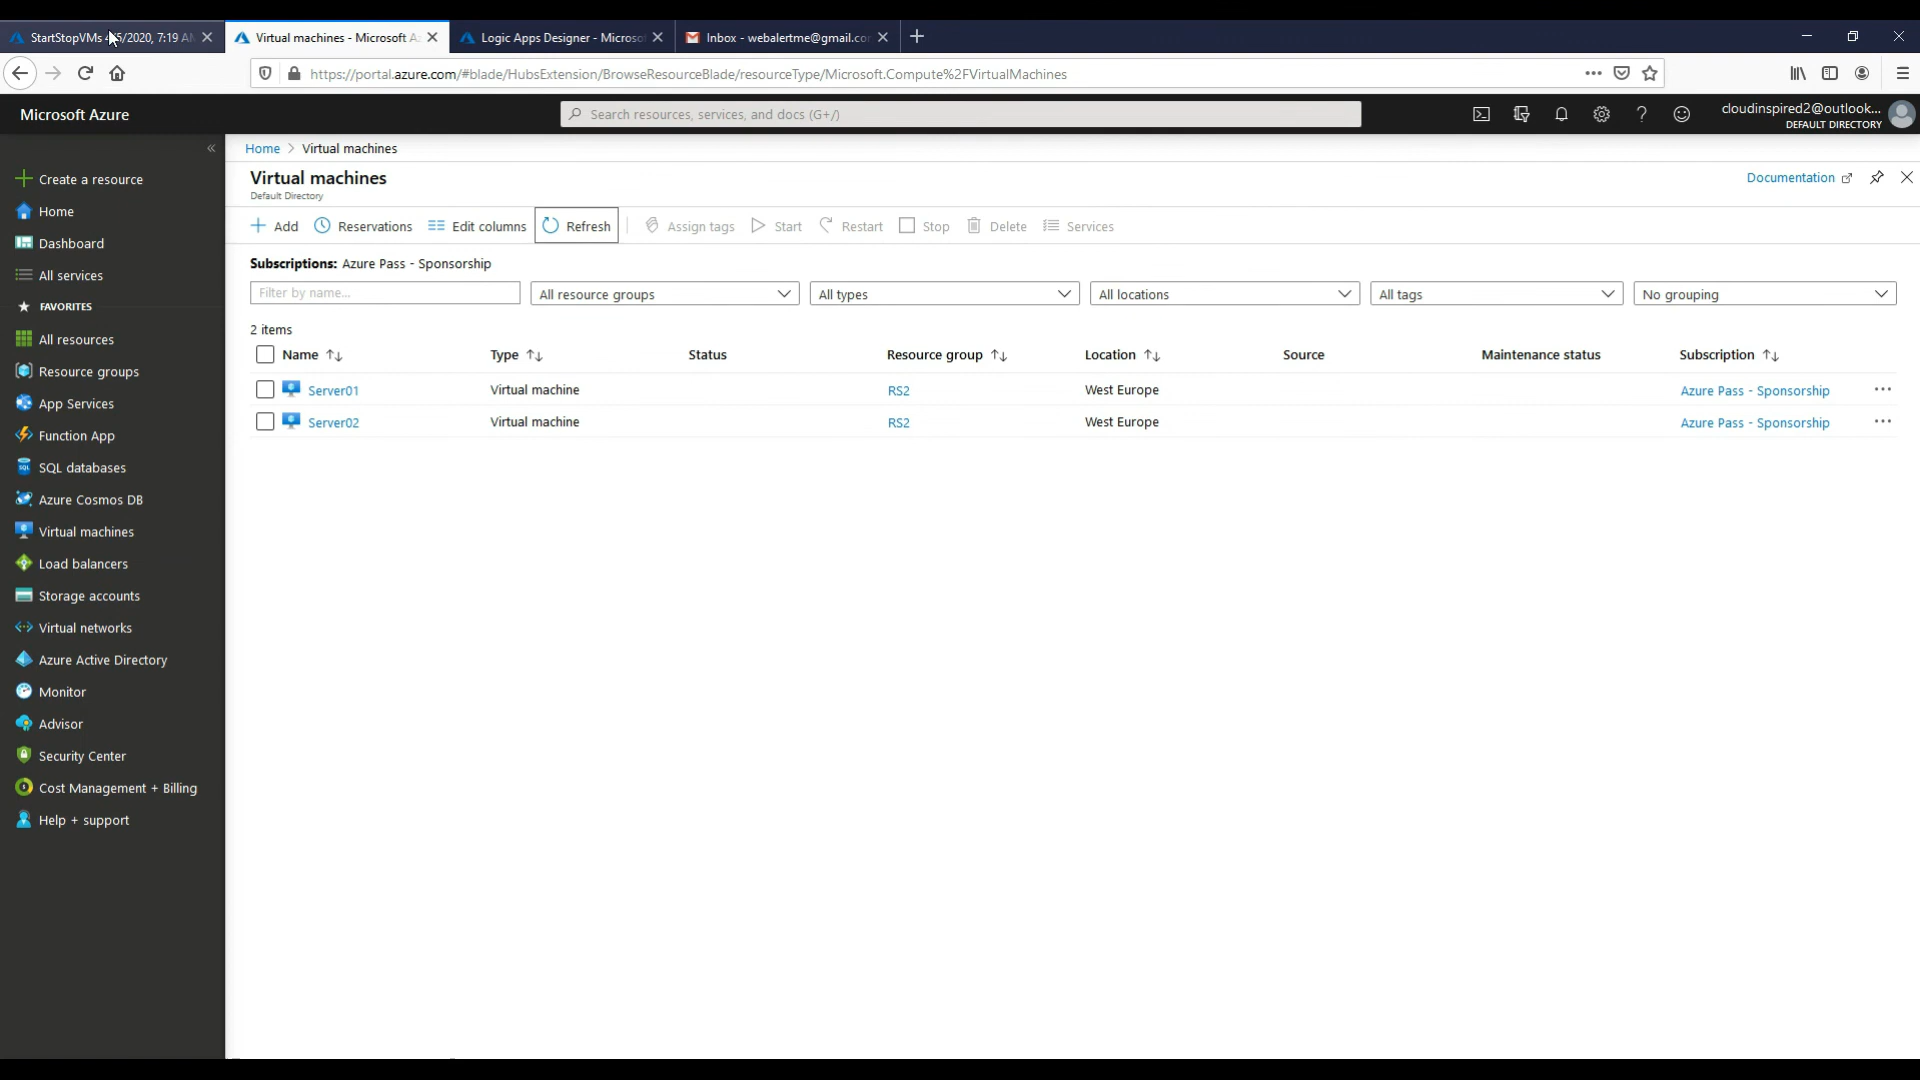 StartStopVMs 4/5/2020, 7:19 AM
Virtual machines - Microsoft A
Logic Apps Designer - Microso
Inbox - webalertme@gmail.co
https://portal.azure.com/#blade/HubsExtension/BrowseResourceBlade/resourceType/Microsoft.Compute%2FVirtualMachines
Microsoft Azure
Search resources, services, and docs (G+/)
cloudinspired2@outlook...
DEFAULT DIRECTORY
Create a resource
Home
Dashboard
All services
FAVORITES
All resources
Resource groups
App Services
Function App
SQL databases
Azure Cosmos DB
Virtual machines
Load balancers
Storage accounts
Virtual networks
Azure Active Directory
Monitor
Advisor
Security Center
Cost Management + Billing
Help + support
Home > Virtual machines
Virtual machines
Default Directory
Documentation
Add Reservations Edit columns Refresh Assign tags Start Restart Stop Delete Services
Subscriptions: Azure Pass - Sponsorship
Filter by name... All resource groups All types All locations All tags No grouping
2 items
Name Type Status Resource group Location Source Maintenance status Subscription
Server01 Virtual machine RS2 West Europe Azure Pass - Sponsorship ...
Server02 Virtual machine RS2 West Europe Azure Pass - Sponsorship ...